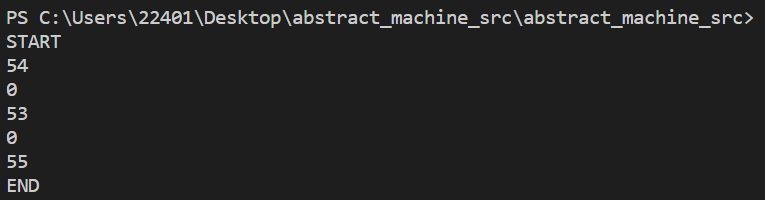 PS C:\Users\22401\Desktop\abstract_machine_src\abstract_machine_src>
START
54
0
53
0
55
END